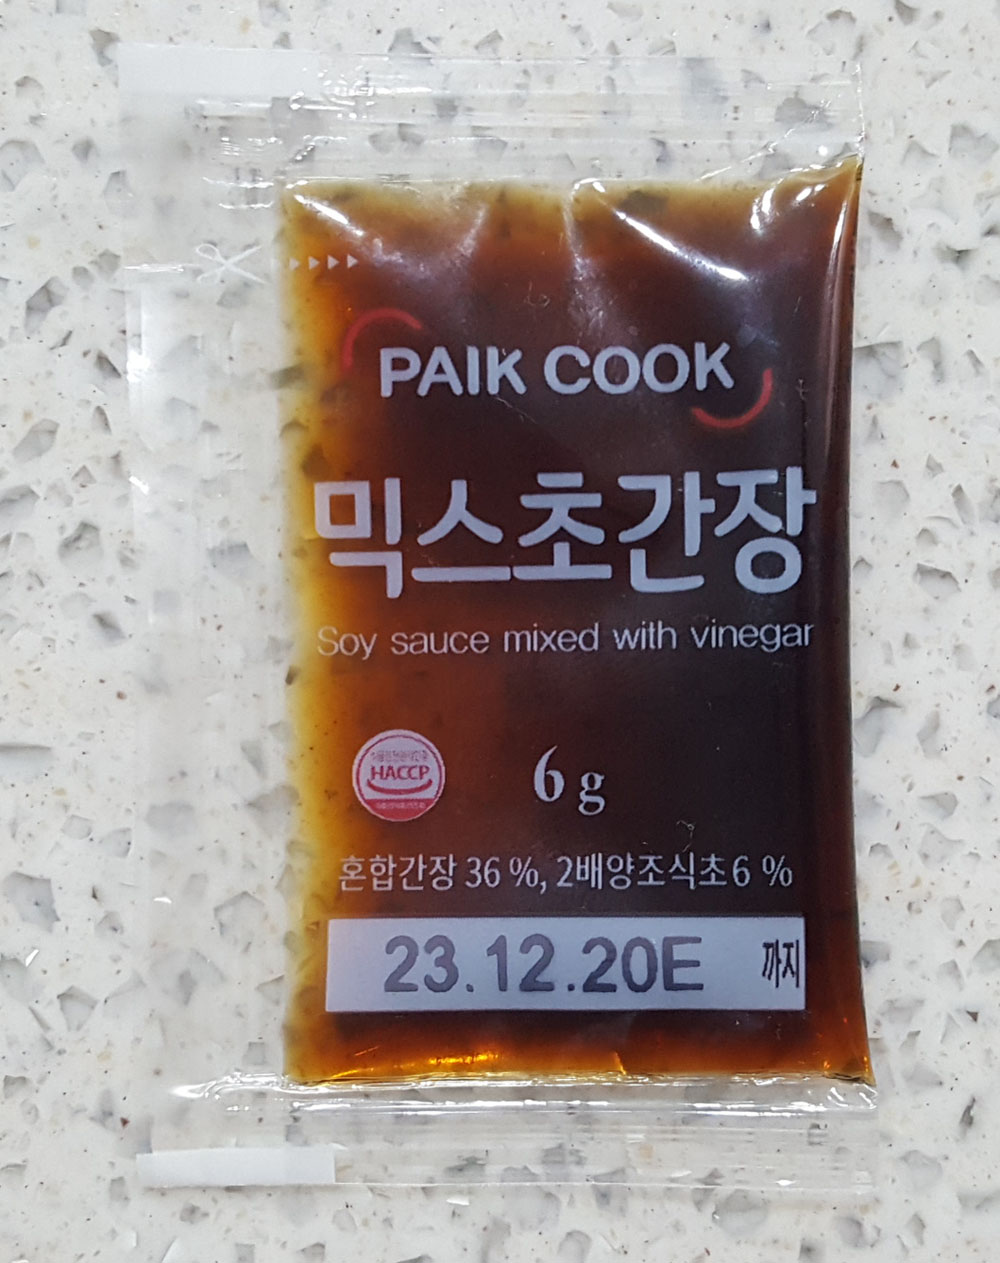 PAIK COOK
믹스초간장
Soy sauce mixed with vinegar
HACCP
6 g
혼합간장 36 %, 2배양조식초 6 %
23.12.20E 까지